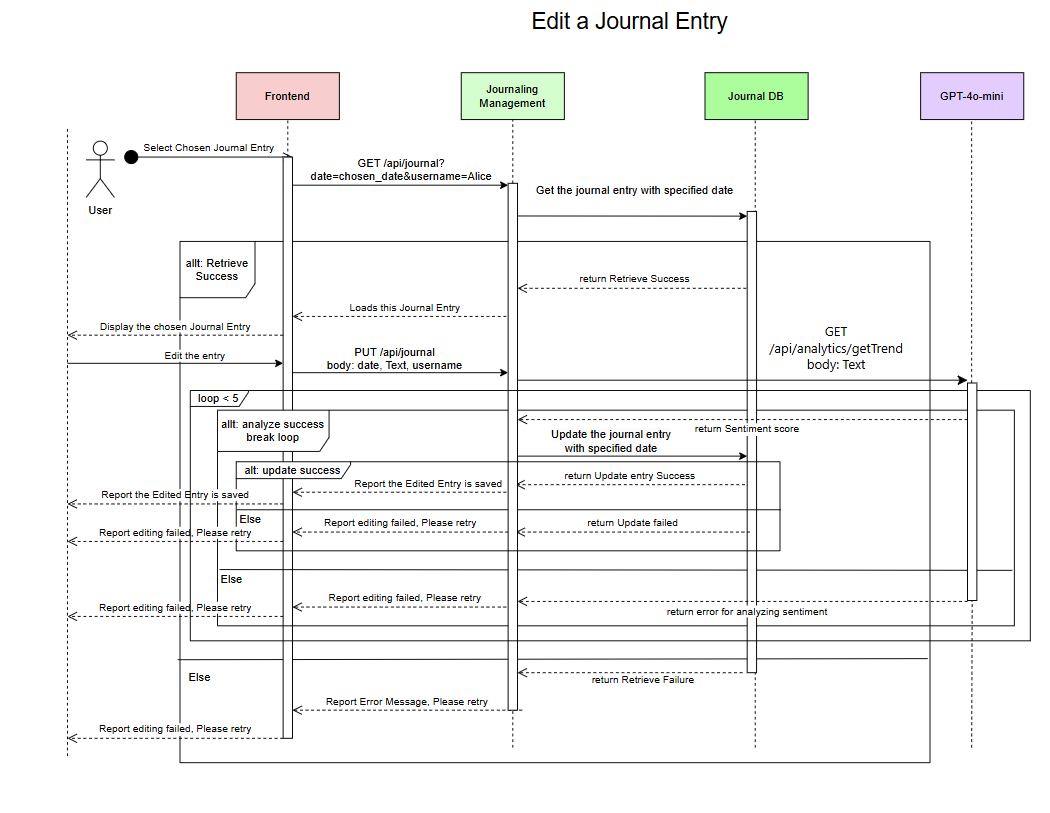 Edit a Journal Entry
Frontend
Journaling
Management
Journal DB
GPT-4o-mini
User
Select Chosen Journal Entry
GET /api/journal?
date=chosen_date&username=Alice
Get the journal entry with specified date
allt: Retrieve
Success
return Retrieve Success
Loads this Journal Entry
Display the chosen Journal Entry
Edit the entry
PUT /api/journal
body: date, Text, username
GET
/api/analytics/getTrend
body: Text
loop < 5
allt: analyze success
break loop
return Sentiment score
Update the journal entry
with specified date
alt: update success
return Update entry Success
Report the Edited Entry is saved
Report the Edited Entry is saved
Else
return Update failed
Report editing failed, Please retry
Report editing failed, Please retry
Else
return error for analyzing sentiment
Report editing failed, Please retry
Report editing failed, Please retry
Else
return Retrieve Failure
Report Error Message, Please retry
Report editing failed, Please retry